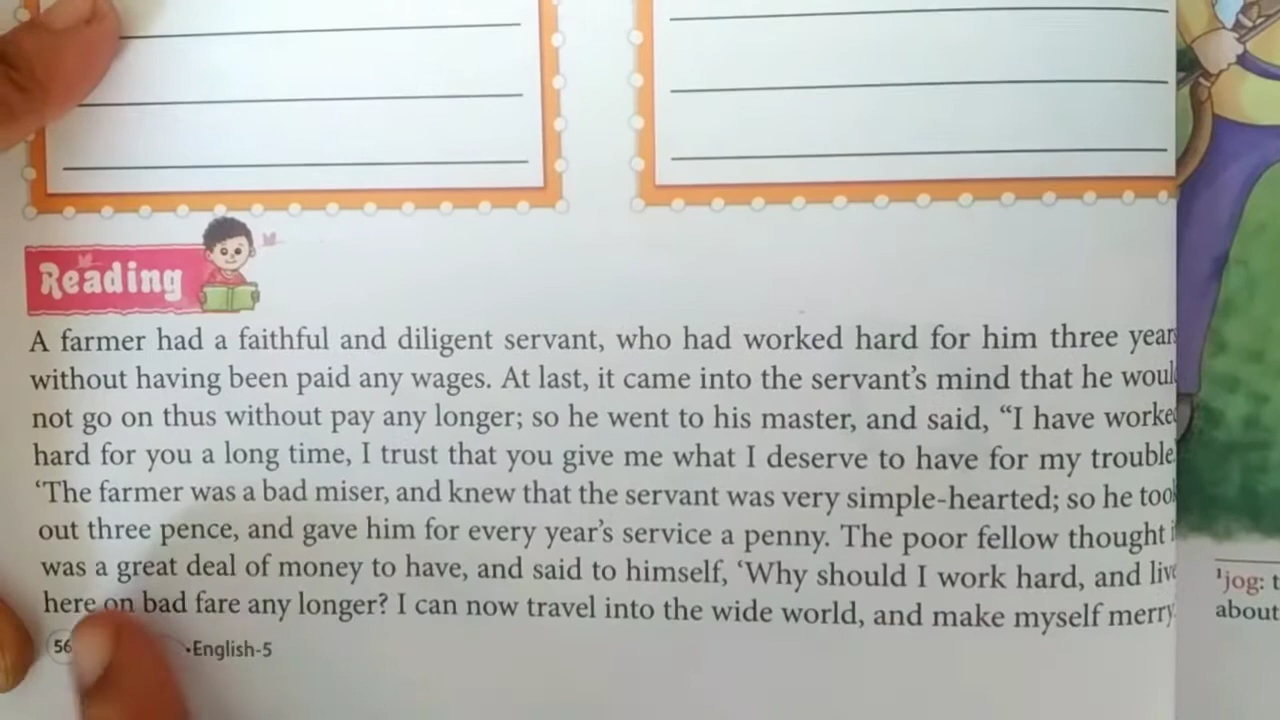 Reading
A farmer had a faithful and diligent servant, who had worked hard for him three years
without having been paid any wages. At last, it came into the servant's mind that he would
not go on thus without pay any longer; so he went to his master, and said, “I have worked
hard for you a long time, I trust that you give me what I deserve to have for my trouble
‘The farmer was a bad miser, and knew that the servant was very simple-hearted; so he took
out three pence, and gave him for every year's service a penny. The poor fellow thought it
was a great deal of money to have, and said to himself, ‘Why should I work hard, and live
here on bad fare any longer? I can now travel into the wide world, and make myself merry.
56 •English-5
¹jog: t
about